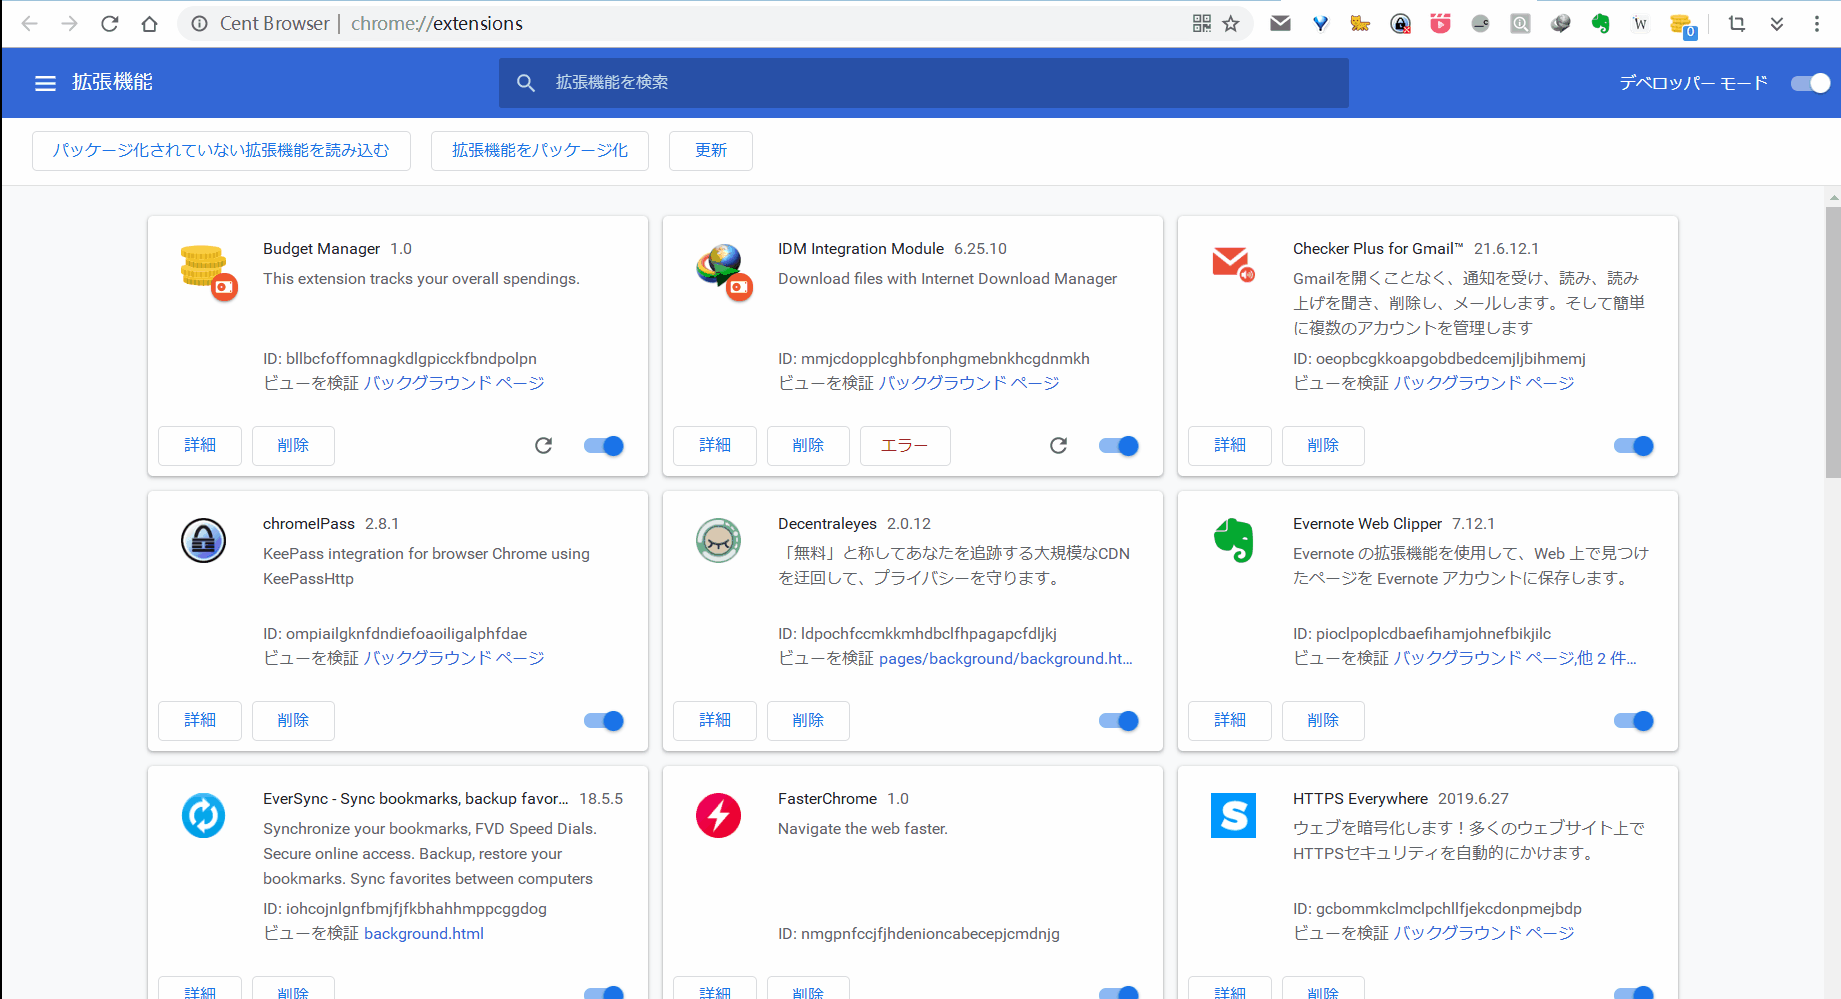 Cent Browser | chrome://extensions
W
0
拡張機能
拡張機能を検索
デベロッパー モード
パッケージ化されていない拡張機能を読み込む
拡張機能をパッケージ化
更新
Budget Manager 1.0
This extension tracks your overall spendings.
ID: bllbcfoffomnagkdlgpicckfbndpolpn
ビューを検証 バックグラウンド ページ
詳細
削除
IDM Integration Module 6.25.10
Download files with Internet Download Manager
ID: mmjcdopplcghbfonphgmebnkhcgdnmkh
ビューを検証 バックグラウンド ページ
詳細
削除
エラー
Checker Plus for Gmail™ 21.6.12.1
Gmailを開くことなく、通知を受け、読み、読み
上げを聞き、削除し、メールします。そして簡単
に複数のアカウントを管理します
ID: oeopbcgkkoapgobdbedcemjljbihmemj
ビューを検証 バックグラウンド ページ
詳細
削除
chromeIPass 2.8.1
KeePass integration for browser Chrome using
KeePassHttp
ID: ompiailgknfdndiefoaoiligalphfdae
ビューを検証 バックグラウンド ページ
詳細
削除
Decentraleyes 2.0.12
「無料」と称してあなたを追跡する大規模なCDN
を迂回して、プライバシーを守ります。
ID: ldpochfccmkkmhdbclfhpagapcfdljkj
ビューを検証 pages/background/background.ht...
詳細
削除
Evernote Web Clipper 7.12.1
Evernote の拡張機能を使用して、Web 上で見つけ
たページを Evernote アカウントに保存します。
ID: pioclpoplcdbaefihamjohnefbikjilc
ビューを検証 バックグラウンド ページ,他 2 件...
詳細
削除
EverSync - Sync bookmarks, backup favor... 18.5.5
Synchronize your bookmarks, FVD Speed Dials.
Secure online access. Backup, restore your
bookmarks. Sync favorites between computers
ID: iohcojnlgnfbmjfjfkbhahhmppcggdog
ビューを検証 background.html
詳細
削除
FasterChrome 1.0
Navigate the web faster.
ID: nmgpnfccjfjhdenioncabecepjcmdnjg
詳細
削除
HTTPS Everywhere 2019.6.27
ウェブを暗号化します！多くのウェブサイト上で
HTTPSセキュリティを自動的にかけます。
ID: gcbommkclmclpchllfjekcdonpmejbdp
ビューを検証 バックグラウンド ページ
詳細
削除